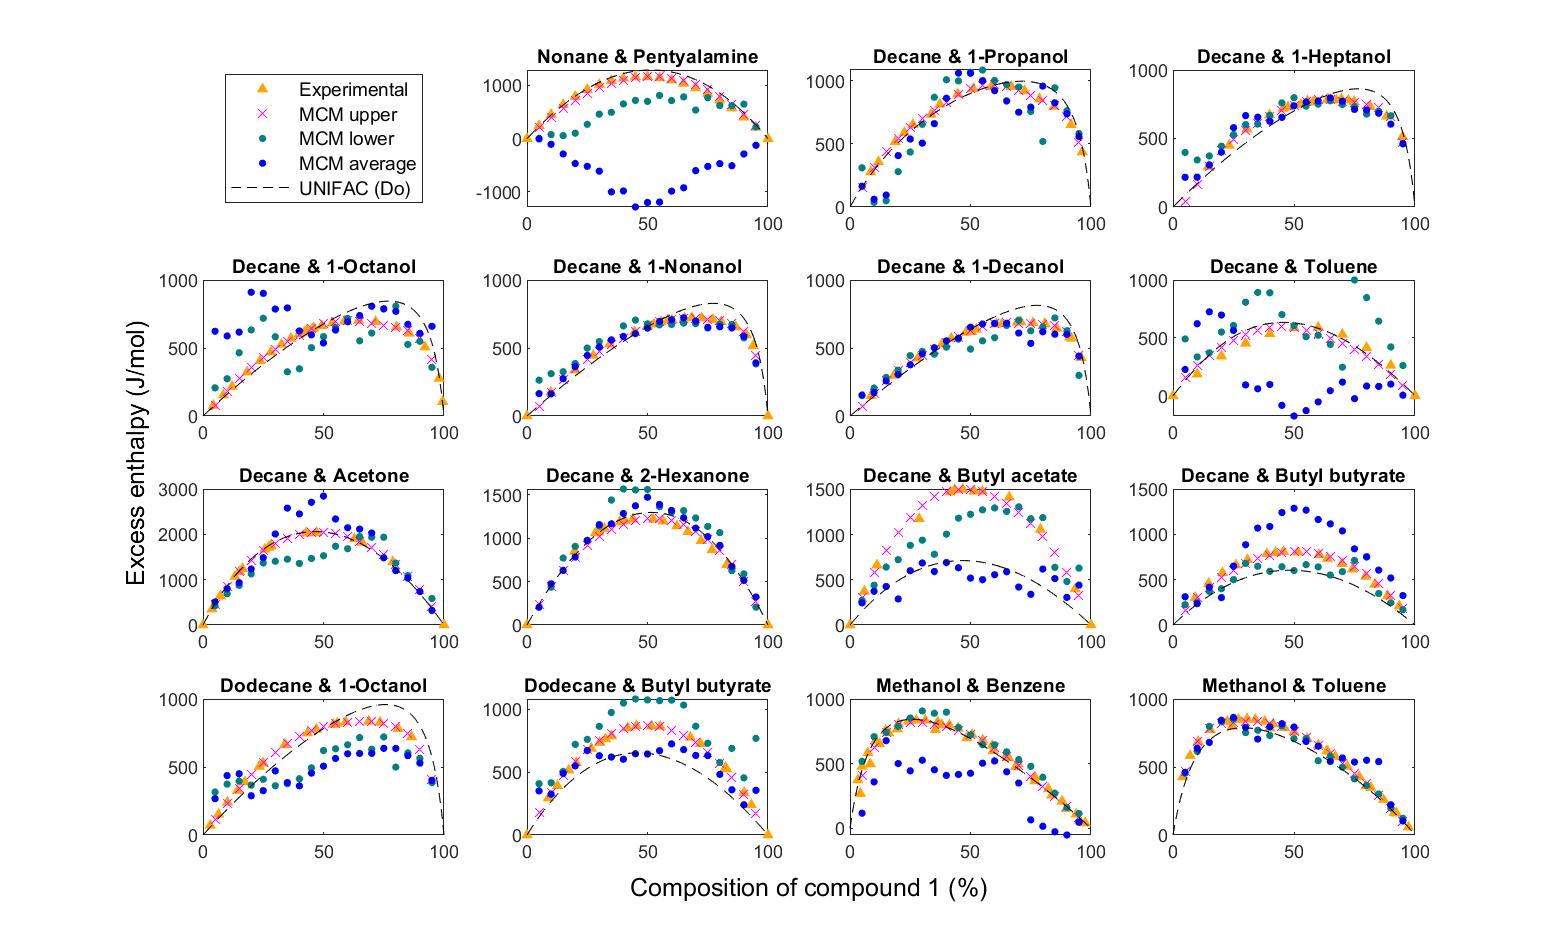 Experimental
MCM upper
MCM lower
MCM average
UNIFAC (Do)
Nonane & Pentyalamine
1000
0
-1000
0 50 100
Decane & 1-Propanol
1000
500
0
0 50 100
Decane & 1-Heptanol
1000
500
0
0 50 100
Decane & 1-Octanol
1000
500
0
0 50 100
Decane & 1-Nonanol
1000
500
0
0 50 100
Decane & 1-Decanol
1000
500
0
0 50 100
Decane & Toluene
1000
500
0
0 50 100
Excess enthalpy (J/mol)
Decane & Acetone
3000
2000
1000
0
0 50 100
Decane & 2-Hexanone
1500
1000
500
0
0 50 100
Decane & Butyl acetate
1500
1000
500
0
0 50 100
Decane & Butyl butyrate
1500
1000
500
0
0 50 100
Dodecane & 1-Octanol
1000
500
0
0 50 100
Dodecane & Butyl butyrate
1000
500
0
0 50 100
Methanol & Benzene
1000
500
0
0 50 100
Methanol & Toluene
1000
500
0
0 50 100
Composition of compound 1 (%)